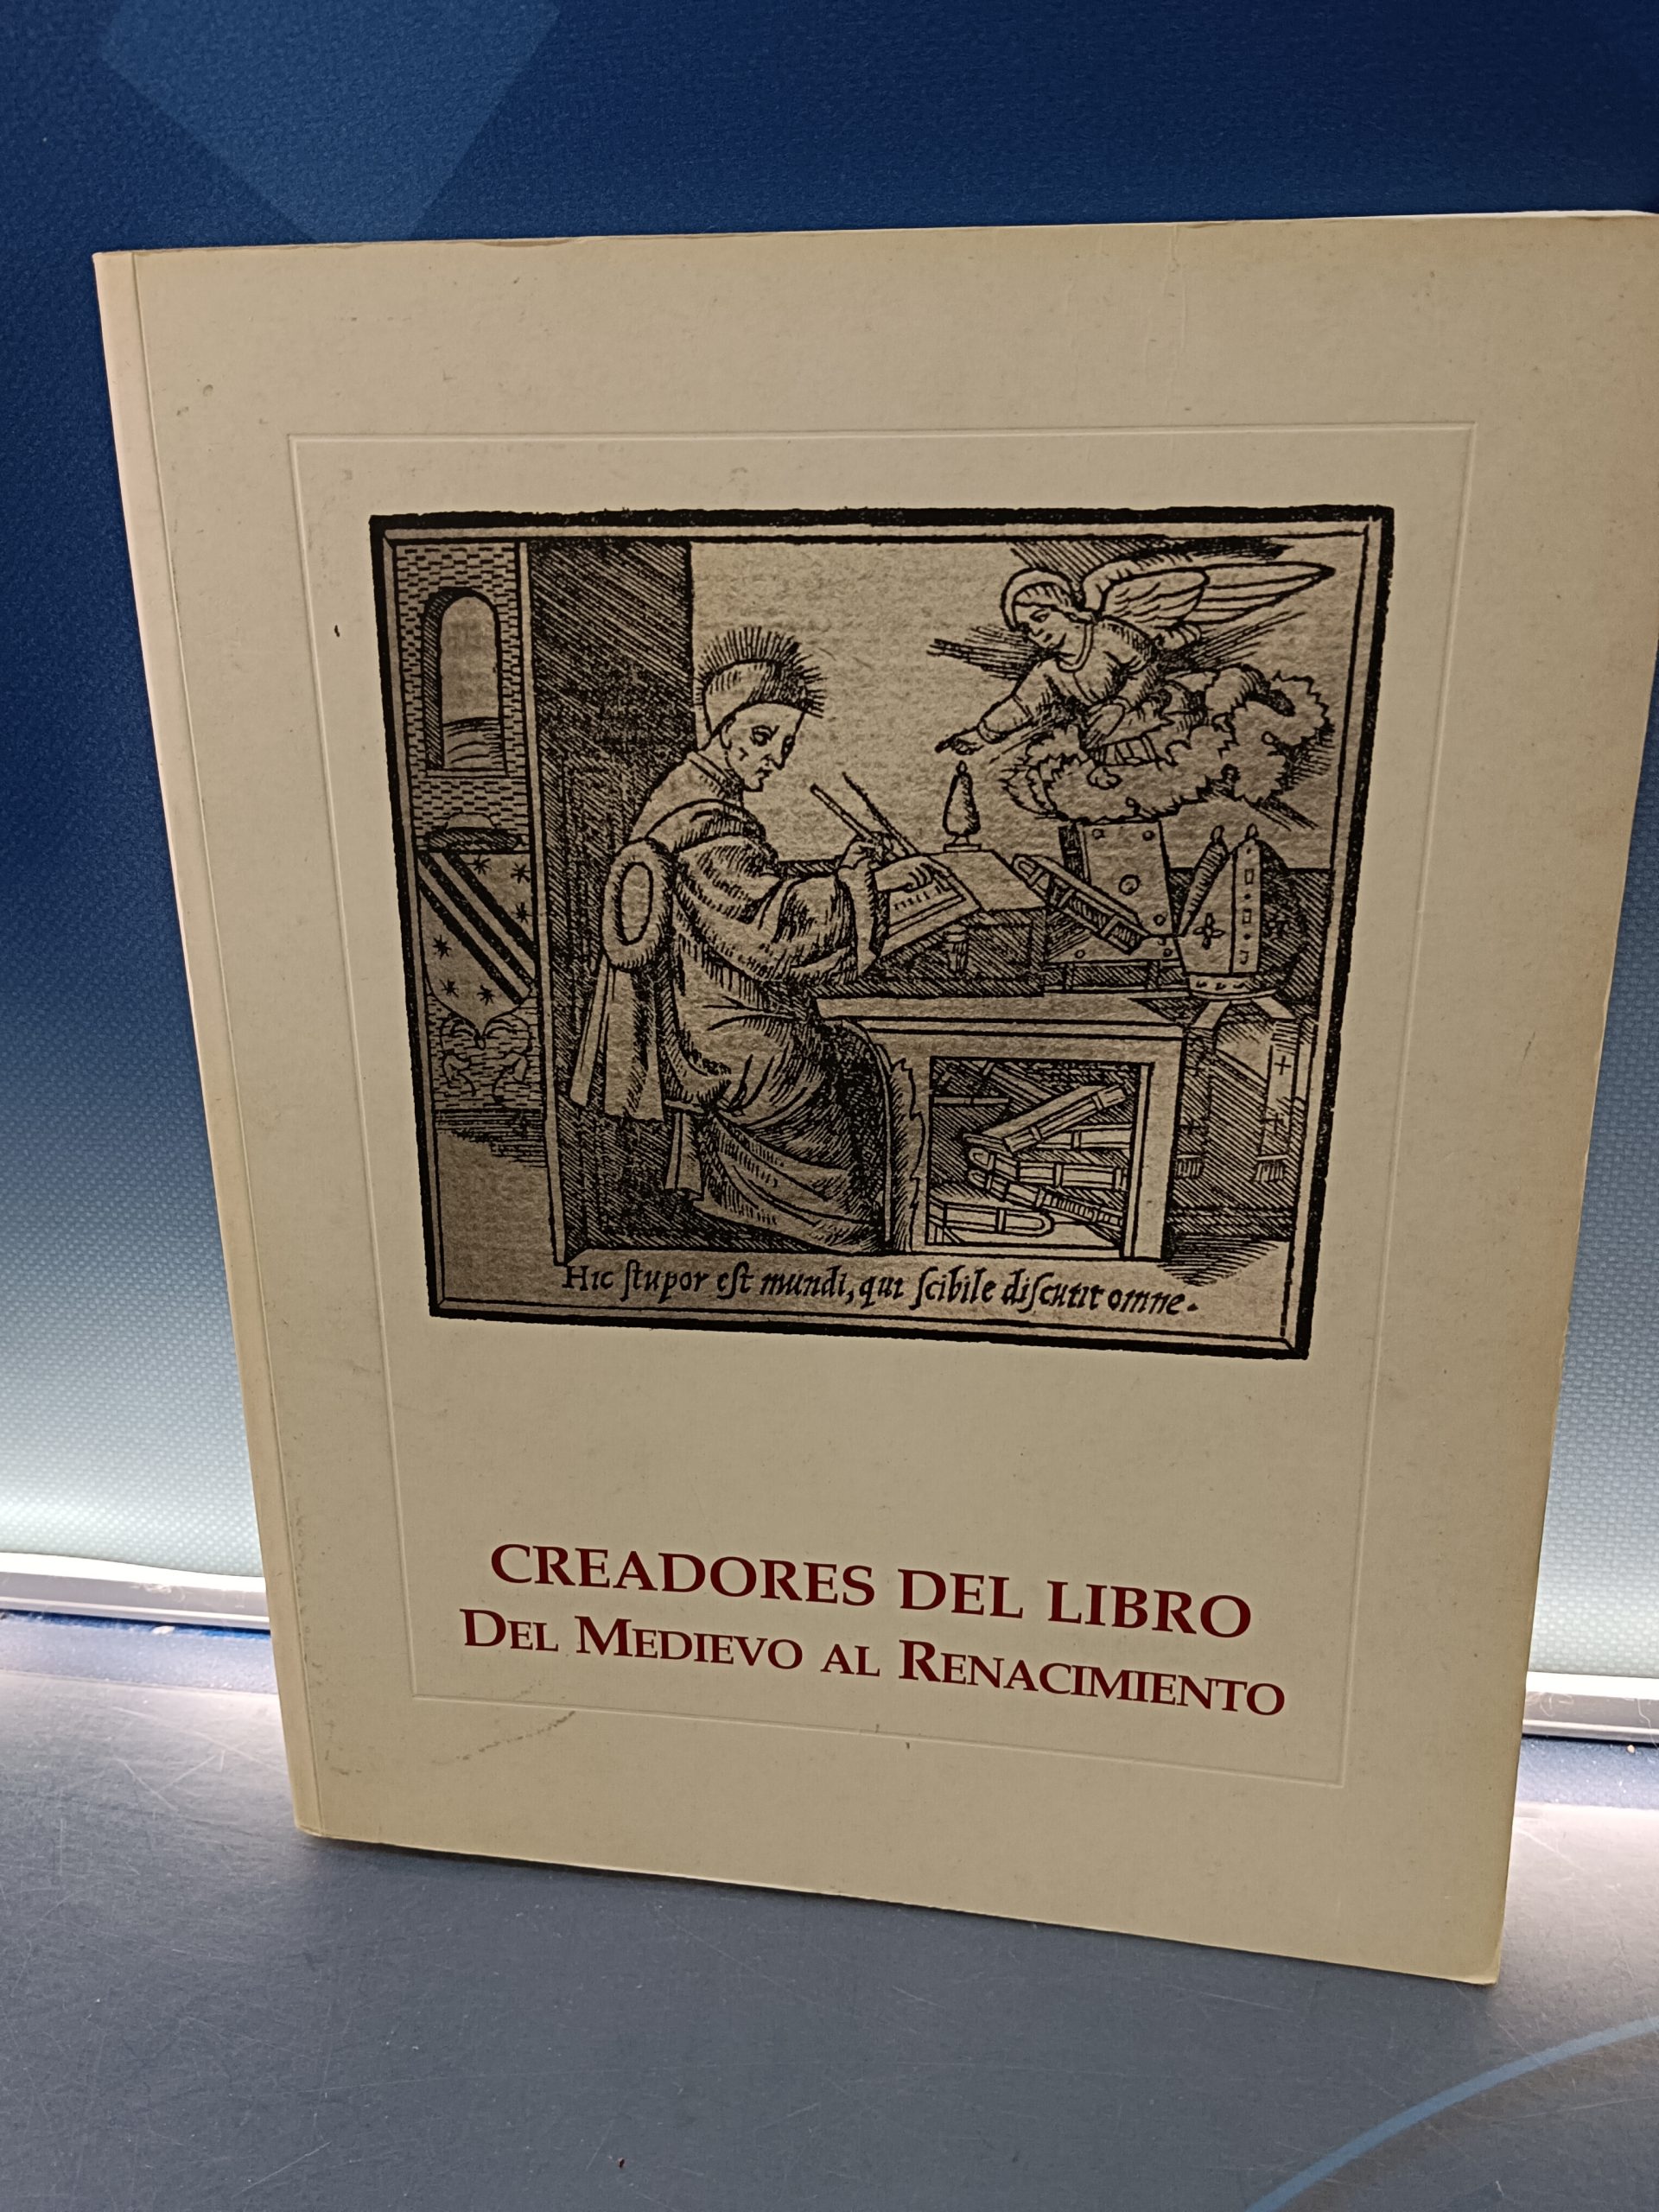 Hic ſtupor eſt mundi, qui ſcibile diſcutit omne.
CREADORES DEL LIBRO
DEL MEDIEVO AL RENACIMIENTO